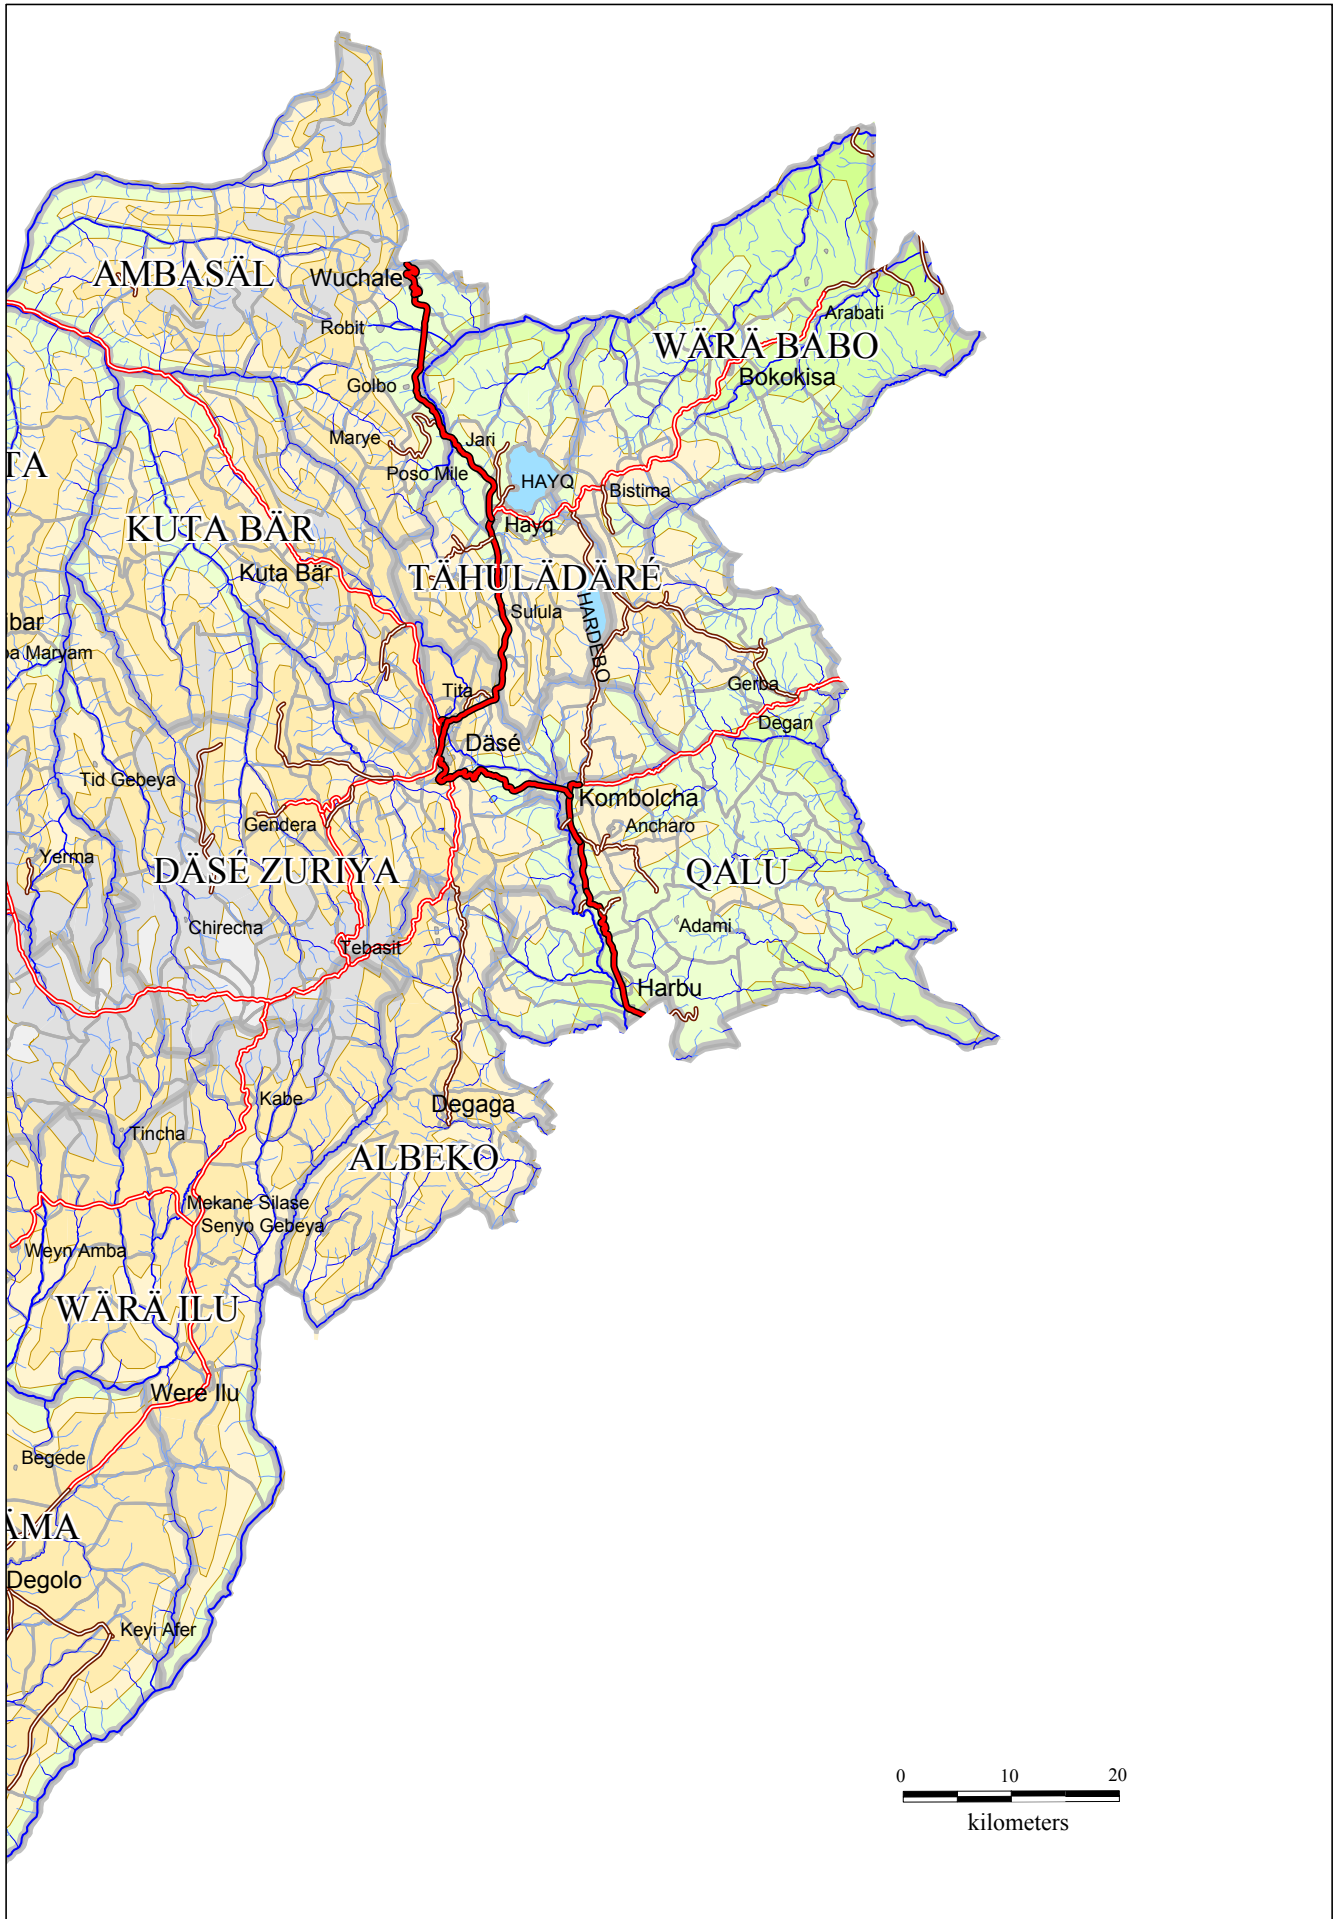 AMBASÄL
Wuchale
Robit
Arabati
WÄRÄ BABO
Bokokisa
Golbo
Marye
Jari
TA
Poso Mile
HAYQ
Bistima
Hayq
KUTA BÄR
Kuta Bär
TÄHULÄDÄRÉ
Sulula
HARDEBO
bar
a Maryam
Tita
Gerba
Degan
Däsé
Tid Gebeya
Kombolcha
Gendera
Ancharo
Yerma
DÄSÉ ZURIYA
QALU
Chirecha
Adami
Tebasit
Harbu
Kabe
Degaga
Tincha
ALBEKO
Mekane Silase
Senyo Gebeya
Weyn Amba
WÄRÄ ILU
Were Ilu
Begede
ÄMA
Degolo
Keyi Afer
0 10 20
kilometers